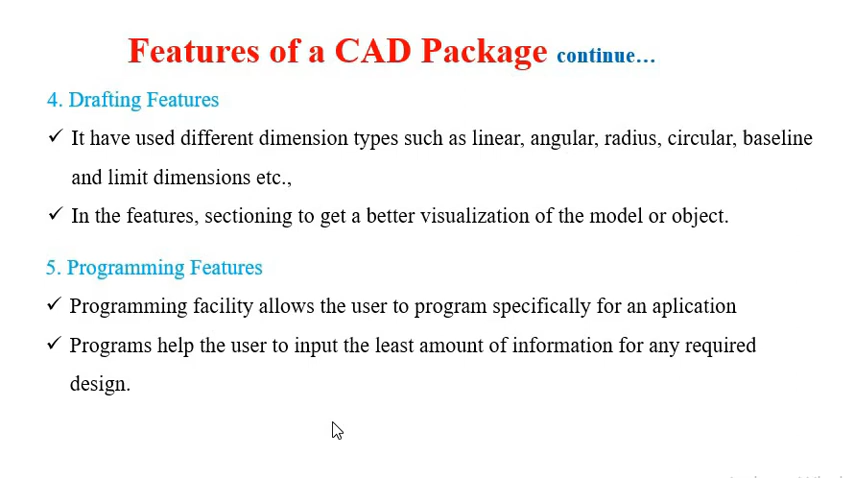 Features of a CAD Package continue…
4. Drafting Features
✓ It have used different dimension types such as linear, angular, radius, circular, baseline
and limit dimensions etc.,
✓ In the features, sectioning to get a better visualization of the model or object.
5. Programming Features
✓ Programming facility allows the user to program specifically for an aplication
✓ Programs help the user to input the least amount of information for any required
design.